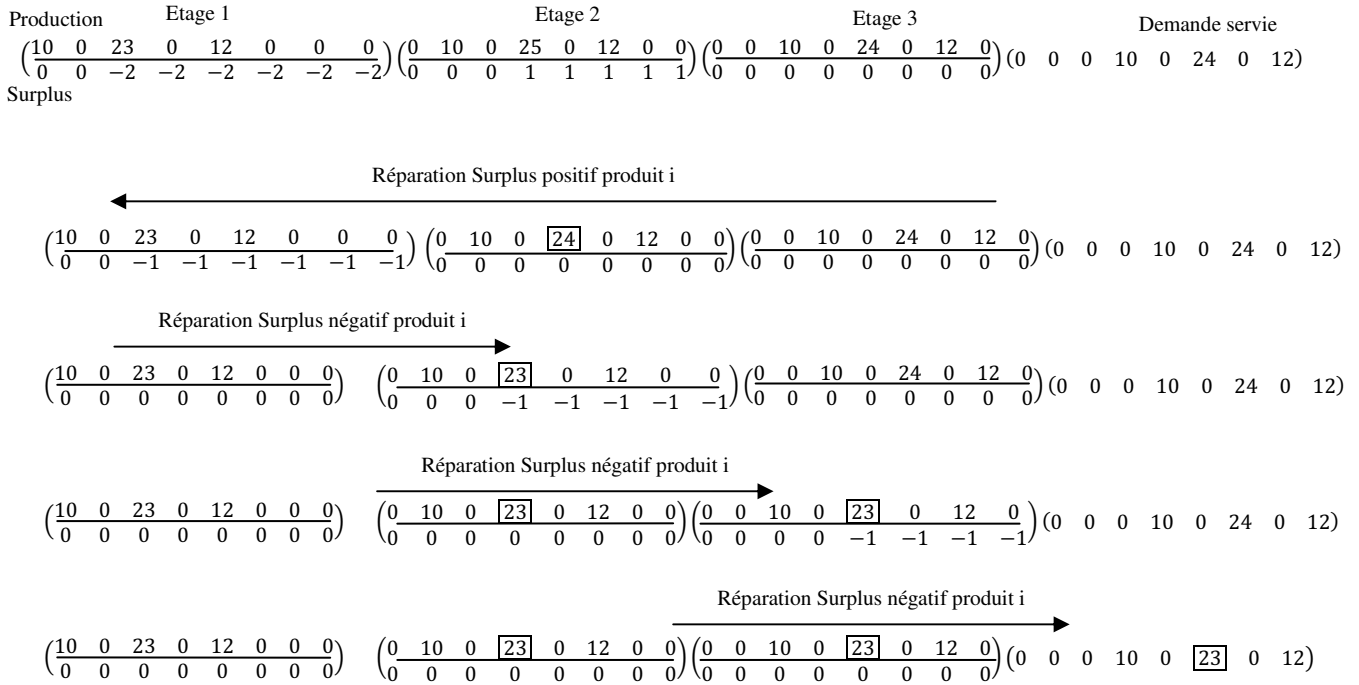 Production Etage 1 Etage 2 Etage 3 Demande servie
(10 0 23 0 12 0 0 0) (0 10 0 25 0 12 0 0) (0 0 10 0 24 0 12 0) (0 0 0 10 0 24 0 12)
0 0 −2 −2 −2 −2 −2 −2 0 0 0 1 1 1 1 1 0 0 0 0 0 0 0 0
Surplus
Réparation Surplus positif produit i
(10 0 23 0 12 0 0 0) (0 10 0 24 0 12 0 0) (0 0 10 0 24 0 12 0) (0 0 0 10 0 24 0 12)
0 0 −1 −1 −1 −1 −1 −1 0 0 0 0 0 0 0 0 0 0 0 0 0 0 0 0
Réparation Surplus négatif produit i
(10 0 23 0 12 0 0 0) (0 10 0 23 0 12 0 0) (0 0 10 0 24 0 12 0) (0 0 0 10 0 24 0 12)
0 0 0 0 0 0 0 0 0 0 0 −1 −1 −1 −1 −1 0 0 0 0 0 0 0 0
Réparation Surplus négatif produit i
(10 0 23 0 12 0 0 0) (0 10 0 23 0 12 0 0) (0 0 10 0 23 0 12 0) (0 0 0 10 0 24 0 12)
0 0 0 0 0 0 0 0 0 0 0 0 0 0 0 0 0 0 0 0 −1 −1 −1 −1
Réparation Surplus négatif produit i
(10 0 23 0 12 0 0 0) (0 10 0 23 0 12 0 0) (0 0 10 0 23 0 12 0) (0 0 0 10 0 23 0 12)
0 0 0 0 0 0 0 0 0 0 0 0 0 0 0 0 0 0 0 0 0 0 0 0